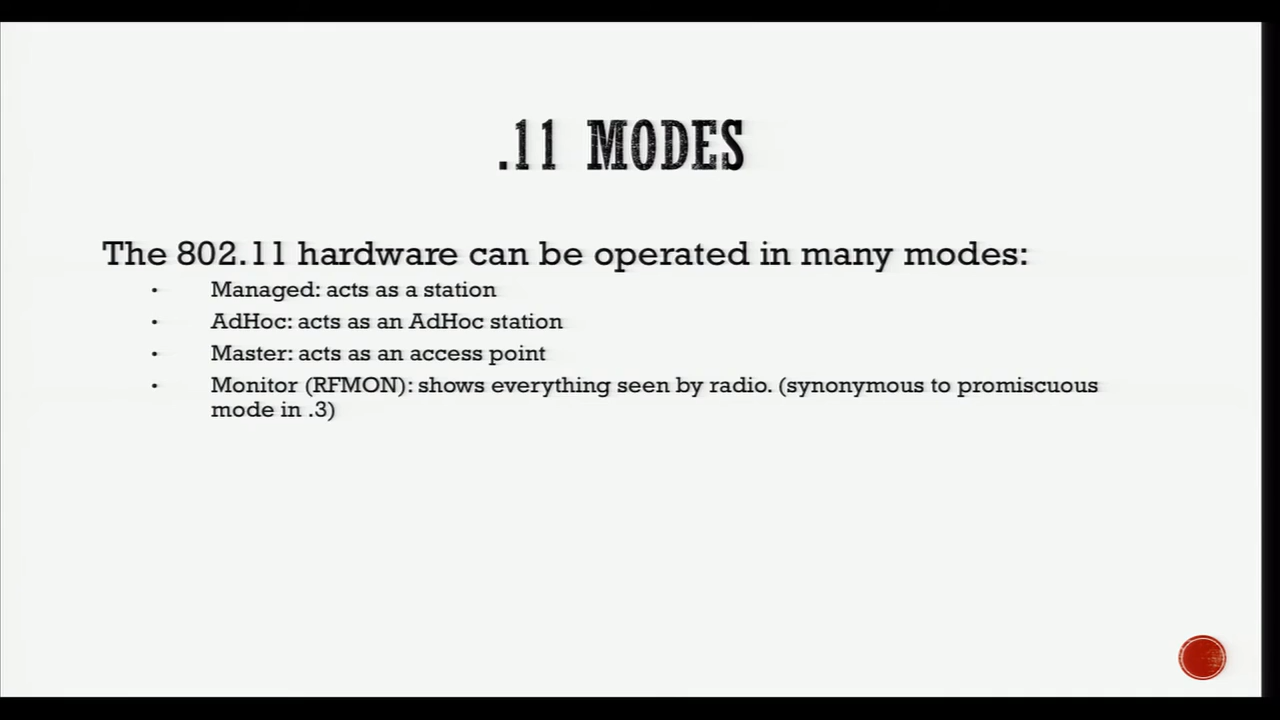 .11 MODES
The 802.11 hardware can be operated in many modes:
• Managed: acts as a station
• AdHoc: acts as an AdHoc station
• Master: acts as an access point
• Monitor (RFMON): shows everything seen by radio. (synonymous to promiscuous
mode in .3)